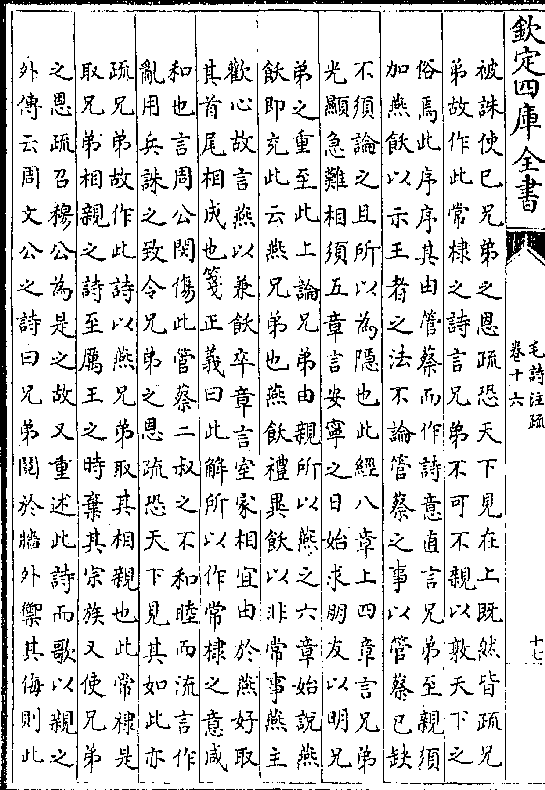 欽定四庫全書
毛詩注疏
卷十六
十七
被誅使已兄弟之恩疏恐天下見在上既然皆疏兄
弟故作此常棣之詩言兄弟不可不親以敦天下之
俗焉此序序其由管蔡而作詩意直言兄弟至親須
加燕飫以示王者之法不論管蔡之事以管蔡已缺
不須論之且所以為隠也此經八章上四章言兄弟
光顯急難相須五章言安寧之日始求朋友以明兄
弟之重至此上論兄弟由親所以燕之六章始說燕
飫即充此云燕兄弟也燕飫禮異飫以非常事燕主
歡心故言燕以兼飫卒章言室家相宜由於燕好取
其首尾相成也箋正義曰此解所以作常棣之意咸
和也言周公閔傷此管蔡二叔之不和睦而流言作
亂用兵誅之致令兄弟之恩疏恐天下見其如此亦
疏兄弟故作此詩以燕兄弟取其相親也此常棣是
取兄弟相親之詩至厲王之時棄其宗族又使兄弟
之恩疏召穆公為是之故又重述此詩而歌以親之
外傳云周文公之詩曰兄弟䦧於牆外禦其侮則此